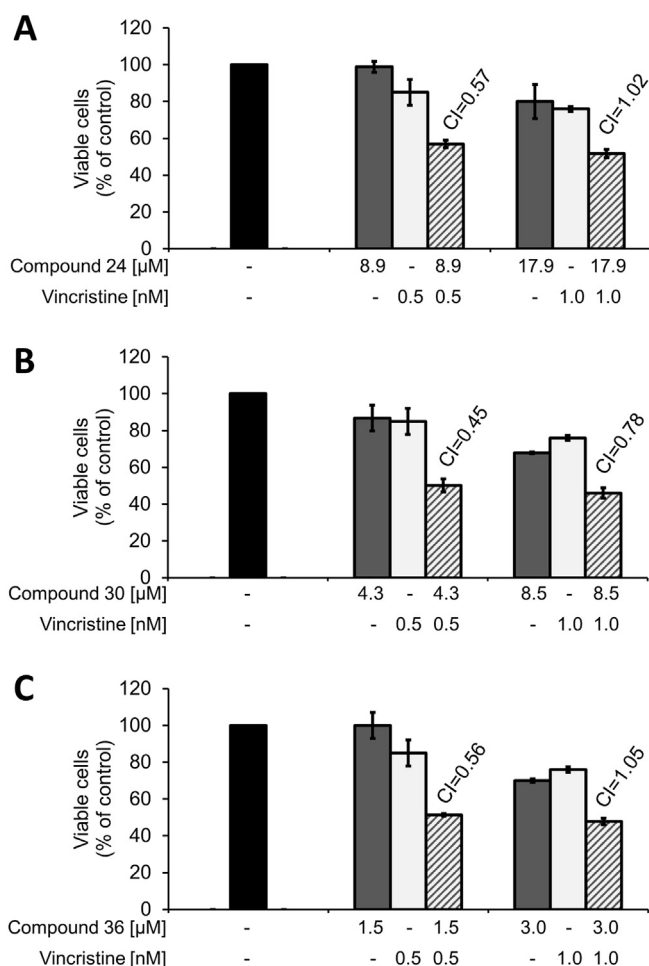 A
Viable cells
(% of control)
120
100
80
60
40
20
0
CI=0.57
CI=1.02
Compound 24 [µM] - 8.9 - 8.9 17.9 - 17.9
Vincristine [nM] - - 0.5 0.5 - 1.0 1.0
B
Viable cells
(% of control)
120
100
80
60
40
20
0
CI=0.45
CI=0.78
Compound 30 [µM] - 4.3 - 4.3 8.5 - 8.5
Vincristine [nM] - - 0.5 0.5 - 1.0 1.0
C
Viable cells
(% of control)
120
100
80
60
40
20
0
CI=0.56
CI=1.05
Compound 36 [µM] - 1.5 - 1.5 3.0 - 3.0
Vincristine [nM] - - 0.5 0.5 - 1.0 1.0